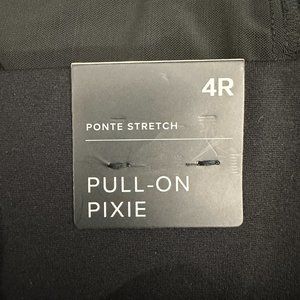 4R
PONTE STRETCH
PULL-ON
PIXIE